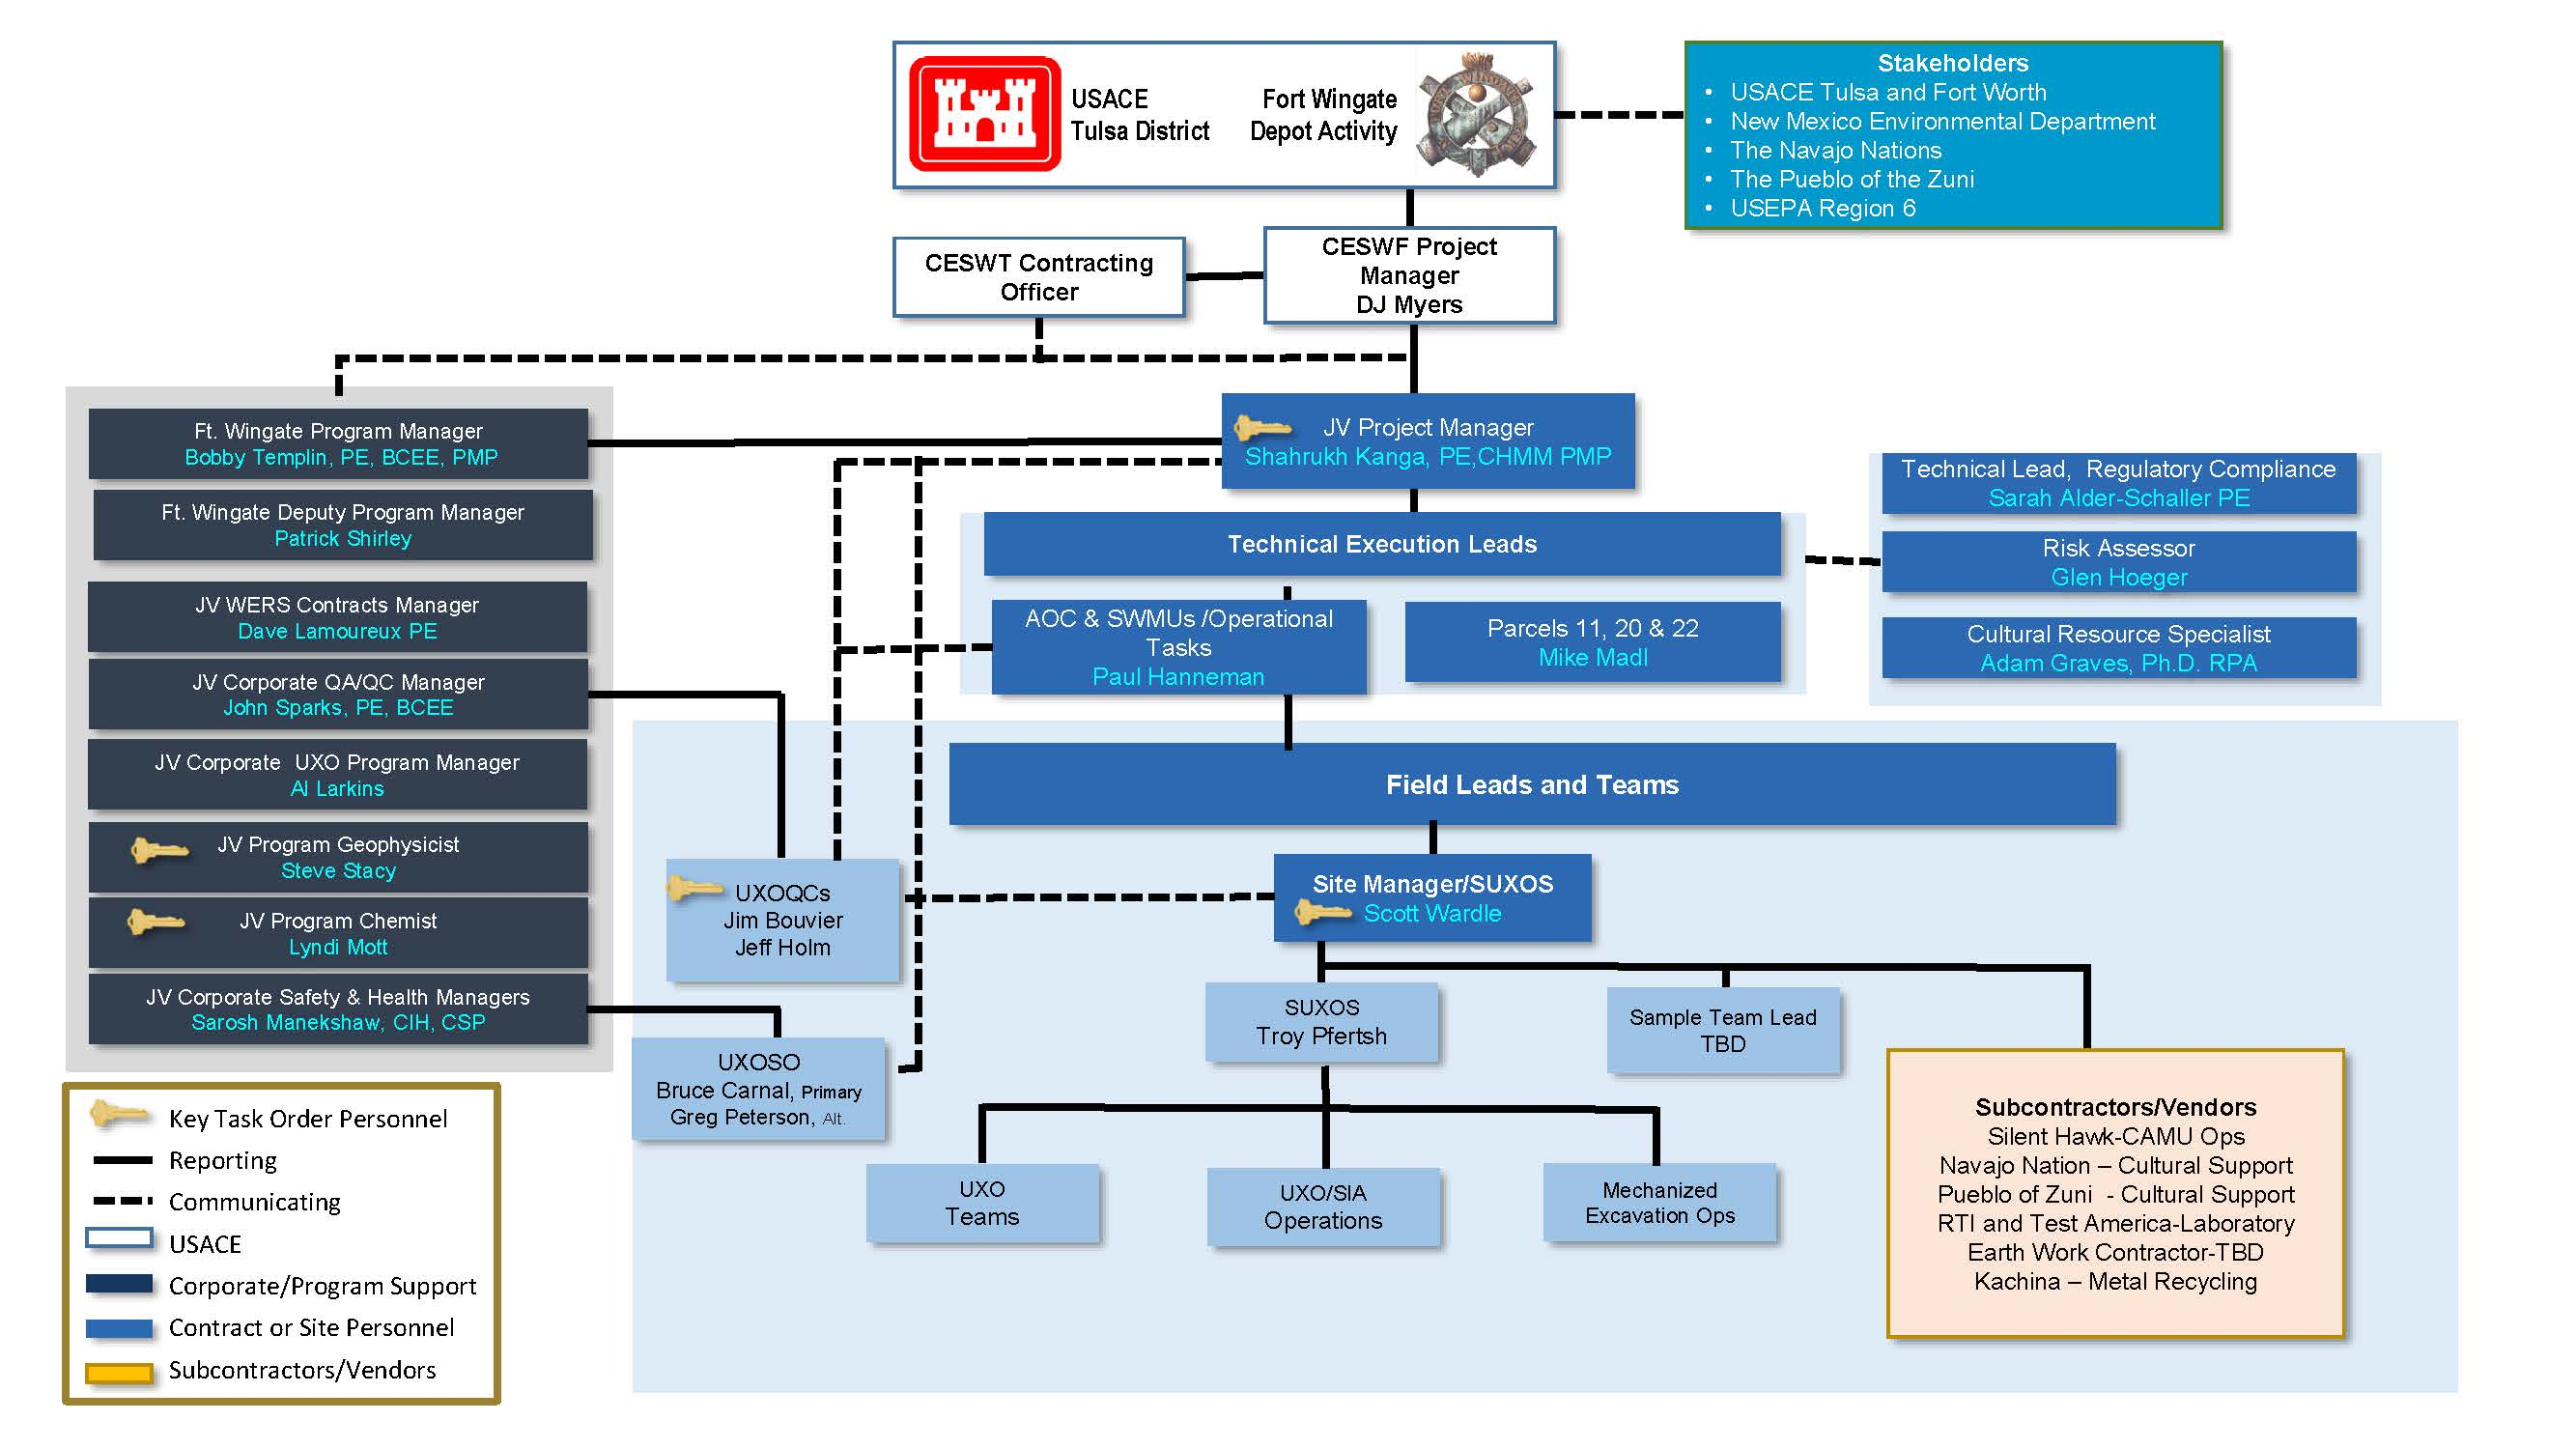 USACE
Tulsa District
Fort Wingate
Depot Activity
Stakeholders
• USACE Tulsa and Fort Worth
• New Mexico Environmental Department
• The Navajo Nations
• The Pueblo of the Zuni
• USEPA Region 6
CESWT Contracting
Officer
CESWF Project
Manager
DJ Myers
Ft. Wingate Program Manager
Bobby Templin, PE, BCEE, PMP
Ft. Wingate Deputy Program Manager
Patrick Shirley
JV WERS Contracts Manager
Dave Lamoureux PE
JV Corporate QA/QC Manager
John Sparks, PE, BCEE
JV Corporate  UXO Program Manager
Al Larkins
JV Program Geophysicist
Steve Stacy
JV Program Chemist
Lyndi Mott
JV Corporate Safety & Health Managers
Sarosh Manekshaw, CIH, CSP
JV Project Manager
Shahrukh Kanga, PE,CHMM PMP
Technical Execution Leads
AOC & SWMUs /Operational
Tasks
Paul Hanneman
Parcels 11, 20 & 22
Mike Madl
Technical Lead,  Regulatory Compliance
Sarah Alder-Schaller PE
Risk Assessor
Glen Hoeger
Cultural Resource Specialist
Adam Graves, Ph.D. RPA
Field Leads and Teams
UXOQCs
Jim Bouvier
Jeff Holm
Site Manager/SUXOS
Scott Wardle
UXOSO
Bruce Carnal, Primary
Greg Peterson, Alt.
SUXOS
Troy Pfertsh
Sample Team Lead
TBD
UXO
Teams
UXO/SIA
Operations
Mechanized
Excavation Ops
Subcontractors/Vendors
Silent Hawk-CAMU Ops
Navajo Nation – Cultural Support
Pueblo of Zuni  - Cultural Support
RTI and Test America-Laboratory
Earth Work Contractor-TBD
Kachina – Metal Recycling
Key Task Order Personnel
Reporting
Communicating
USACE
Corporate/Program Support
Contract or Site Personnel
Subcontractors/Vendors